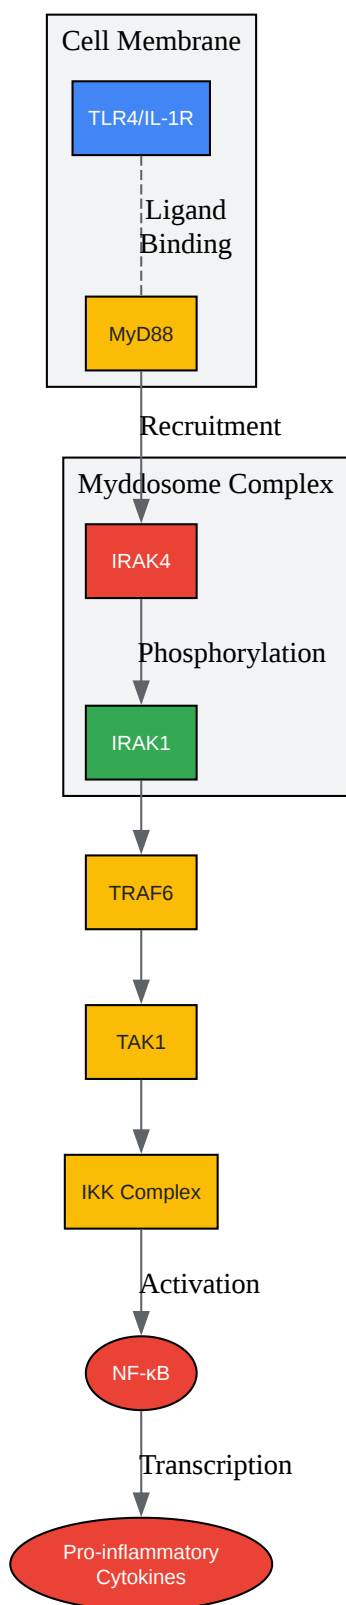 Cell Membrane
TLR4/IL-1R
Ligand
Binding
MyD88
Recruitment
Myddosome Complex
IRAK4
Phosphorylation
IRAK1
TRAF6
TAK1
IKK Complex
Activation
NF-κB
Transcription
Pro-inflammatory
Cytokines